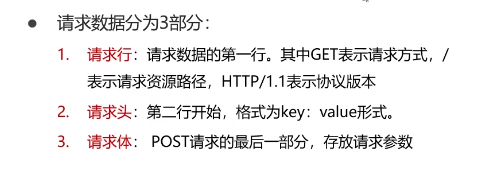 ● 请求数据分为3部分：
1. 请求行：请求数据的第一行。其中GET表示请求方式，/
表示请求资源路径，HTTP/1.1表示协议版本
2. 请求头：第二行开始，格式为key：value形式。
3. 请求体： POST请求的最后一部分，存放请求参数